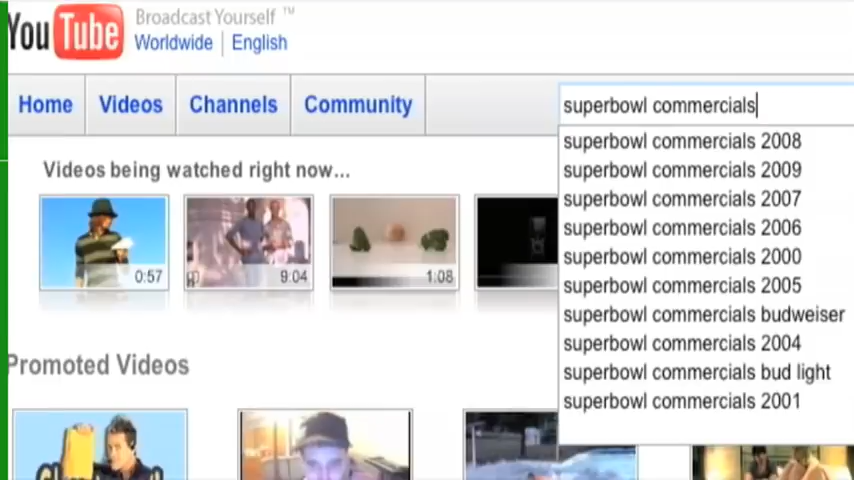 YouTube
Broadcast Yourself ™
Worldwide | English
Home
Videos
Channels
Community
superbowl commercials
superbowl commercials 2008
superbowl commercials 2009
superbowl commercials 2007
superbowl commercials 2006
superbowl commercials 2000
superbowl commercials 2005
superbowl commercials budweiser
superbowl commercials 2004
superbowl commercials bud light
superbowl commercials 2001
Videos being watched right now...
0:57
9:04
1:08
Promoted Videos